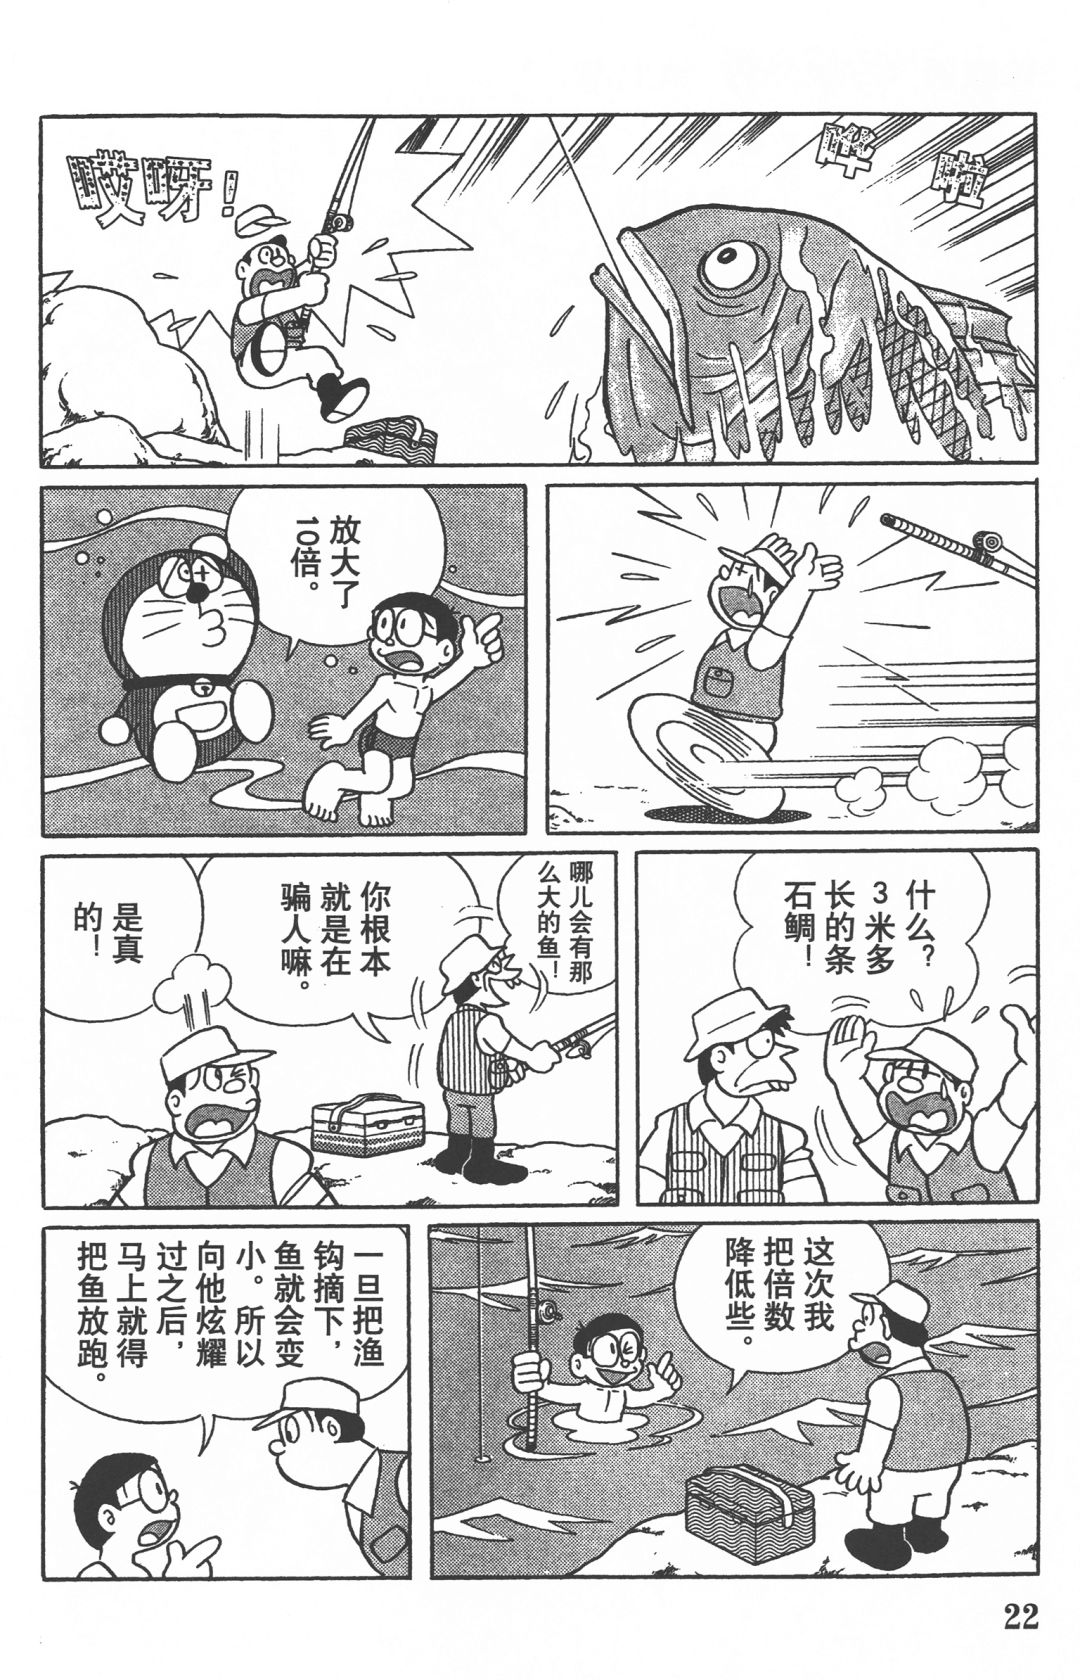 哗啦
哎呀!
放大了
10倍。
什么？
3米多
长的条
石鲷！
哪儿会有那
么大的鱼！
你根本
就是在
骗人嘛。
是真
的！
这次我
把倍数
降低些。
一旦把渔
钩摘下，
鱼就会变
小。所以
向他炫耀
过之后，
马上就得
把鱼放跑。
22